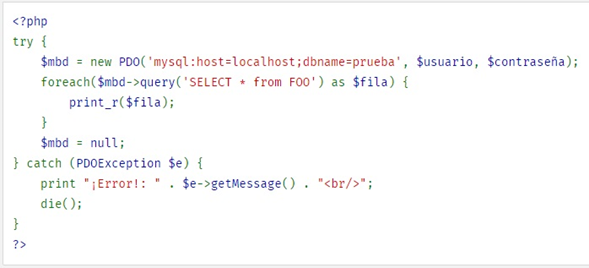 <?php
try {
    $mbd = new PDO('mysql:host=localhost;dbname=prueba', $usuario, $contraseña);
    foreach($mbd->query('SELECT * from FOO') as $fila) {
        print_r($fila);
    }
    $mbd = null;
} catch (PDOException $e) {
    print "¡Error!: " . $e->getMessage() . "<br/>";
    die();
}
?>